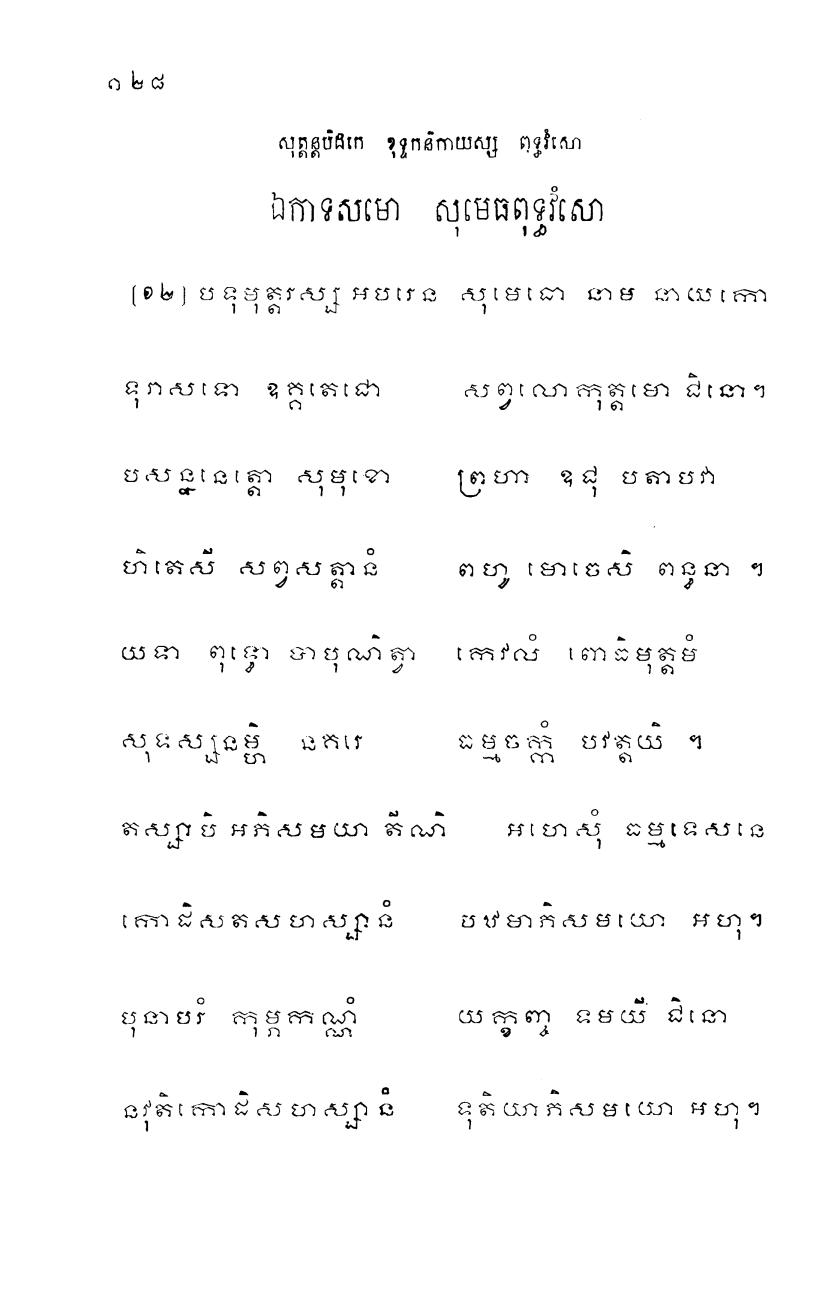 ១២៨
សុត្តន្តបិដកេ ខុទ្ទកនិកាយស្ស ពុទ្ធវំសោ
ឯកាទសមោ សុមេធពុទ្ធវំសោ
[១២] បទុមុត្តរស្ស អបរេន សុមេធោ នាម នាយកោ
ទុរាសទោ ឧគ្គតេជោ សព្វលោកុត្តមោ ជិនោ។
បសន្ននេត្តោ សុមុខោ ព្រហា ឧជុ បតាបវា
ហិតេសី សព្វសត្តានំ ពហូ មោចេសិ ពន្ធនា ។
យទា ពុទ្ធោ បាបុណិត្វា កេវលំ ពោធិមុត្តមំ
សុទស្សនម្ហិ នគរេ ធម្មចក្កំ បវត្តយិ ។
តស្សាបិ អភិសមយា តីណិ អហេសុំ ធម្មទេសនេ
កោដិសតសហស្សានំ បឋមាភិសមយោ អហុ។
បុនាបរំ កុម្ភកណ្ណំ យក្ខញ្ច ទមយី ជិនោ
នវុតិកោដិសហស្សានំ ទុតិយាភិសមយោ អហុ។